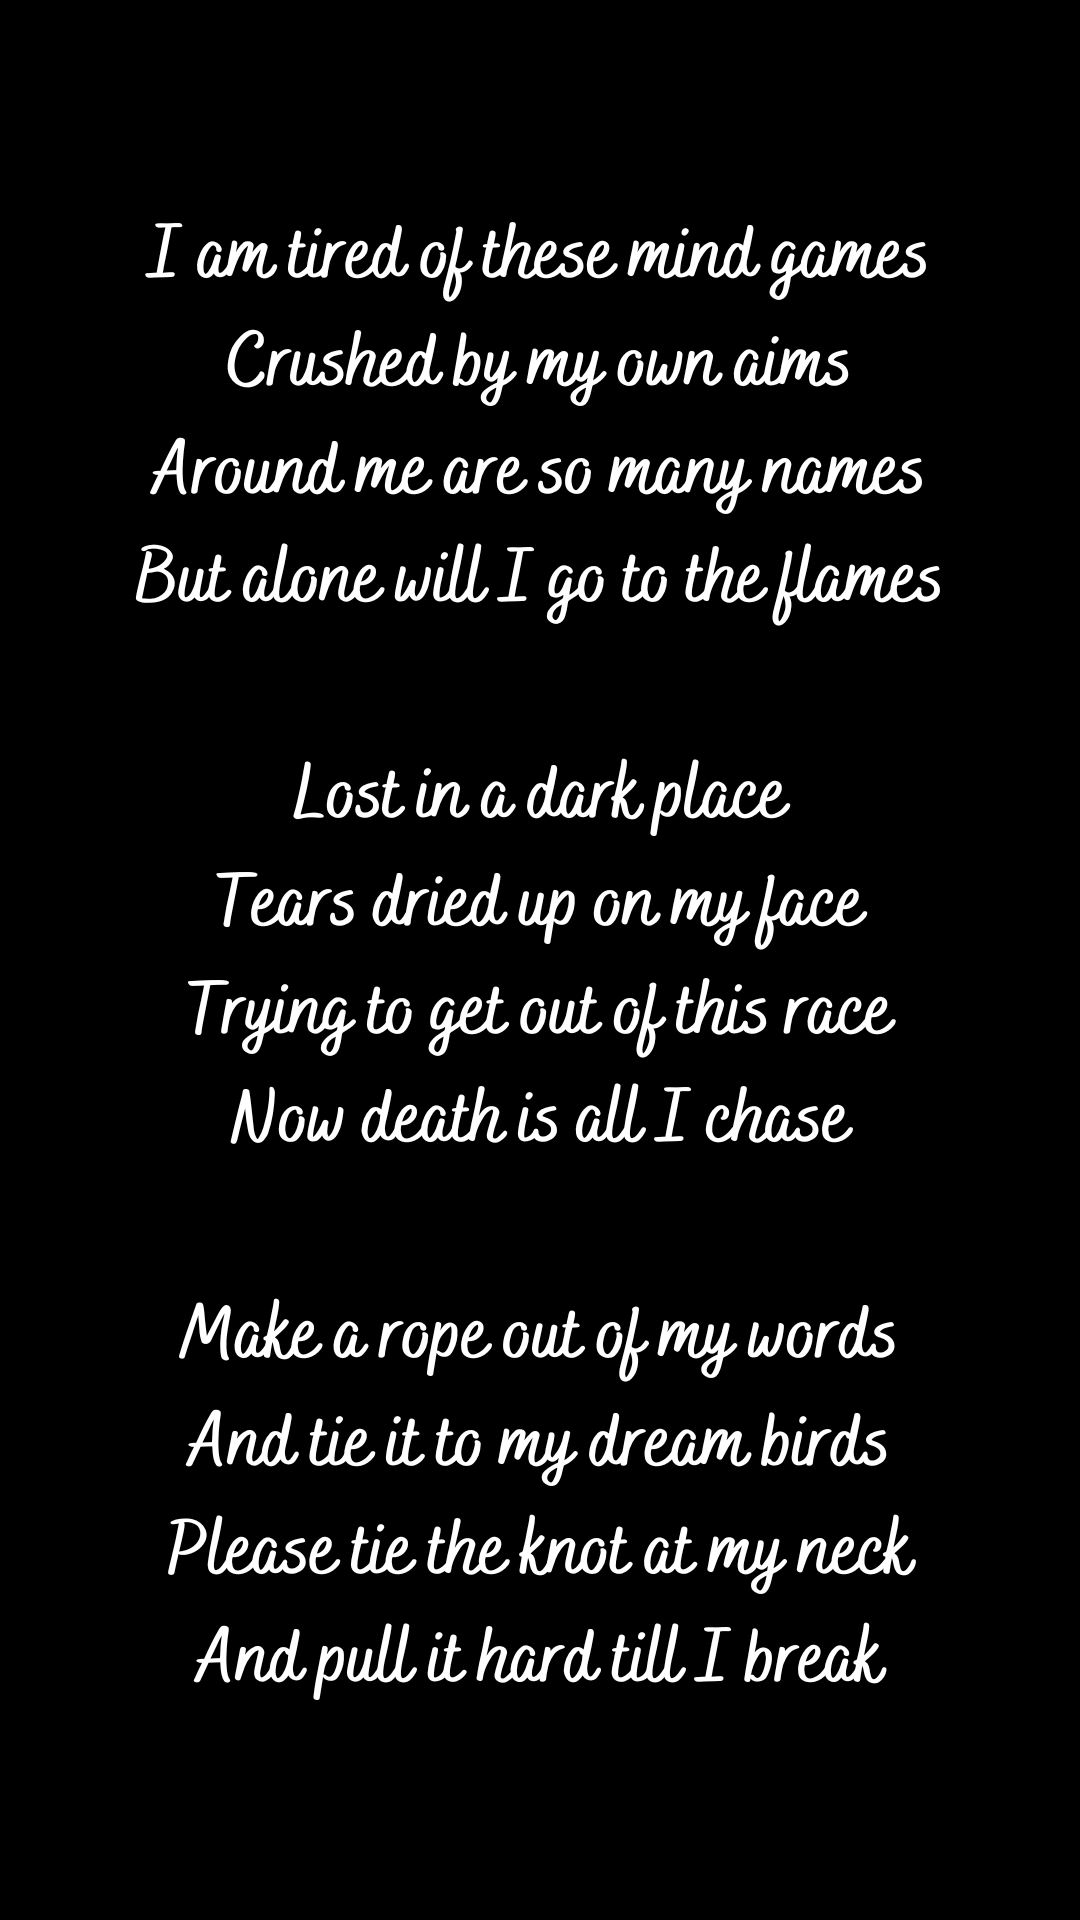 I am tired of these mind games
Crushed by my own aims
Around me are so many names
But alone will I go to the flames
Lost in a dark place
Tears dried up on my face
Trying to get out of this race
Now death is all I chase
Make a rope out of my words
And tie it to my dream birds
Please tie the knot at my neck
And pull it hard till I break